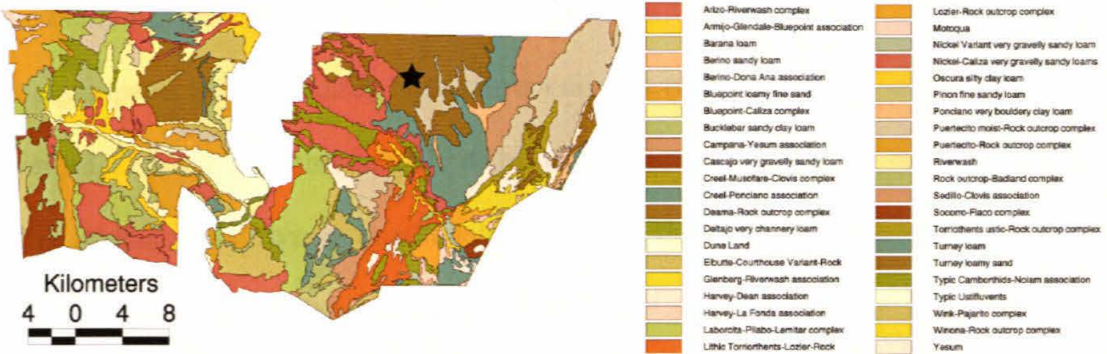 Kilometers
4 0 4 8
Arizo-Riverwash complex
Armijo-Glendale-Bluepoint association
Barana loam
Berino sandy loam
Berino-Dona Ana association
Bluepoint loamy fine sand
Bluepoint-Caliza complex
Bucklebar sandy clay loam
Campana-Yesum association
Cascajo very gravelly sandy loam
Creel-Musofare-Clovis complex
Creel-Ponciano association
Deama-Rock outcrop complex
Deltajo very channery loam
Dune Land
Elbutte-Courthouse Variant-Rock
Glenberg-Riverwash association
Harvey-Dean association
Harvey-La Fonda association
Laborcita-Pilabo-Lemitar complex
Lithic Torriorthents-Lozier-Rock
Lozier-Rock outcrop complex
Motoqua
Nickel Variant very gravelly sandy loam
Nickel-Caliza very gravelly sandy loams
Oscura silty clay loam
Pinon fine sandy loam
Ponciano very bouldery clay loam
Puertecito moist-Rock outcrop complex
Puertecito-Rock outcrop complex
Riverwash
Rock outcrop-Badland complex
Sedillo-Clovis association
Socorro-Flaco complex
Torriothents ustic-Rock outcrop complex
Turney loam
Turney loamy sand
Typic Camborthids-Nolam association
Typic Ustifluvents
Wink-Pajarito complex
Winona-Rock outcrop complex
Yesum